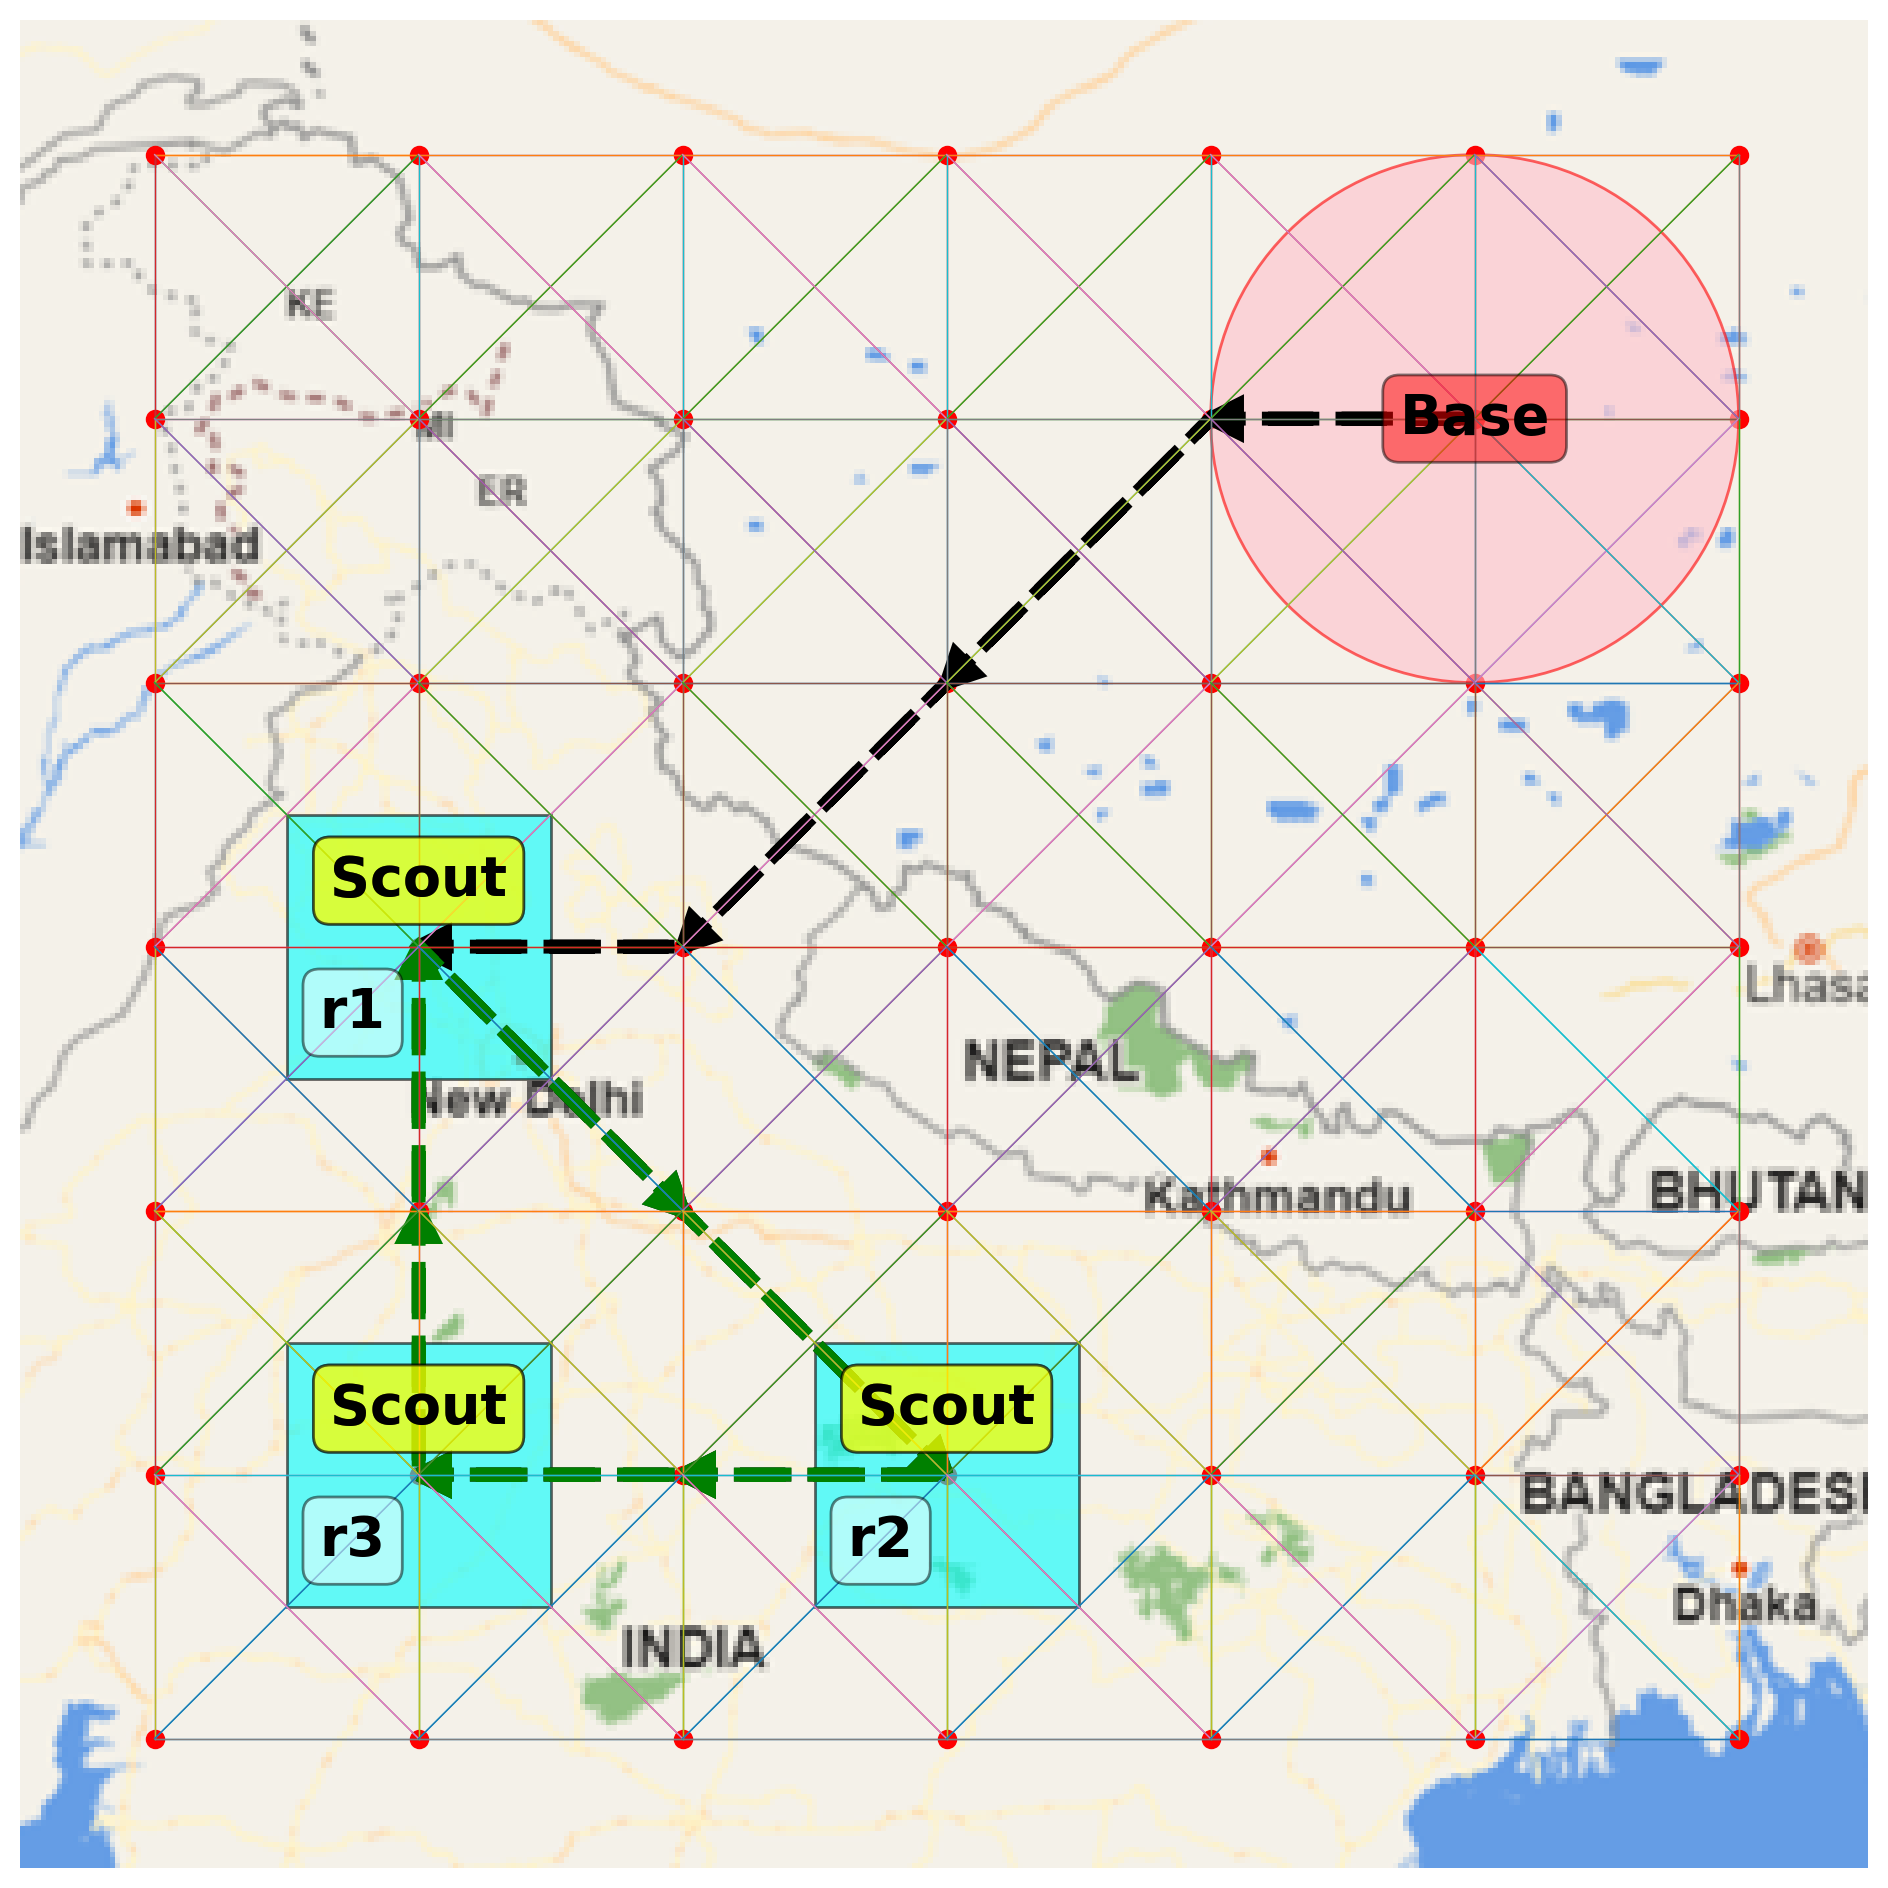 KE
NI
Base
ER
Islamabad
Scout
r1
Lhasa
NEPAL
New Delhi
Kathmandu
BHUTAN
Scout
Scout
r3
r2
BANGLADESH
Dhaka
INDIA